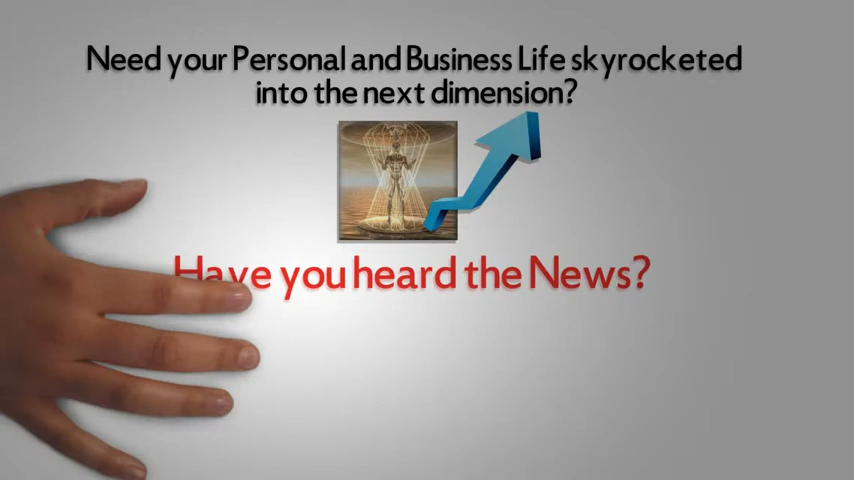 Need your Personal and Business Life skyrocketed
into the next dimension?
Have you heard the News?